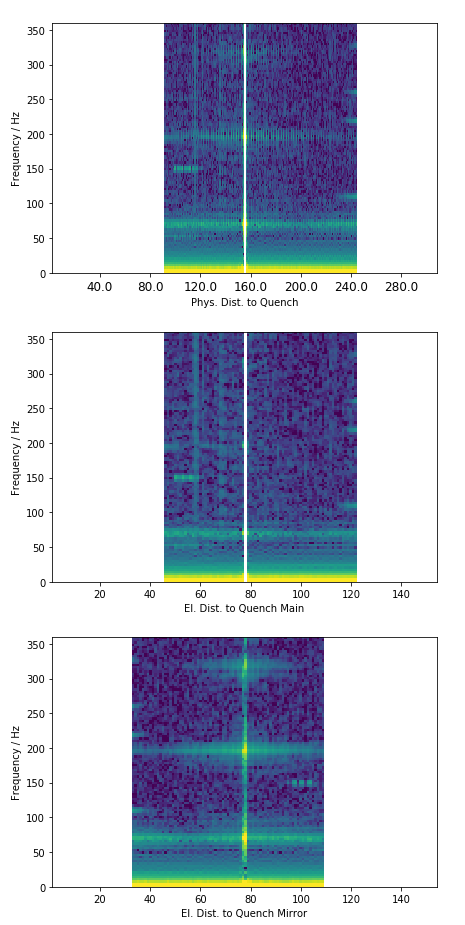 350
300
250
200
150
100
50
0
Frequency / Hz
40.0 80.0 120.0 160.0 200.0 240.0 280.0
Phys. Dist. to Quench
350
300
250
200
150
100
50
0
Frequency / Hz
20 40 60 80 100 120 140
El. Dist. to Quench Main
350
300
250
200
150
100
50
0
Frequency / Hz
20 40 60 80 100 120 140
El. Dist. to Quench Mirror